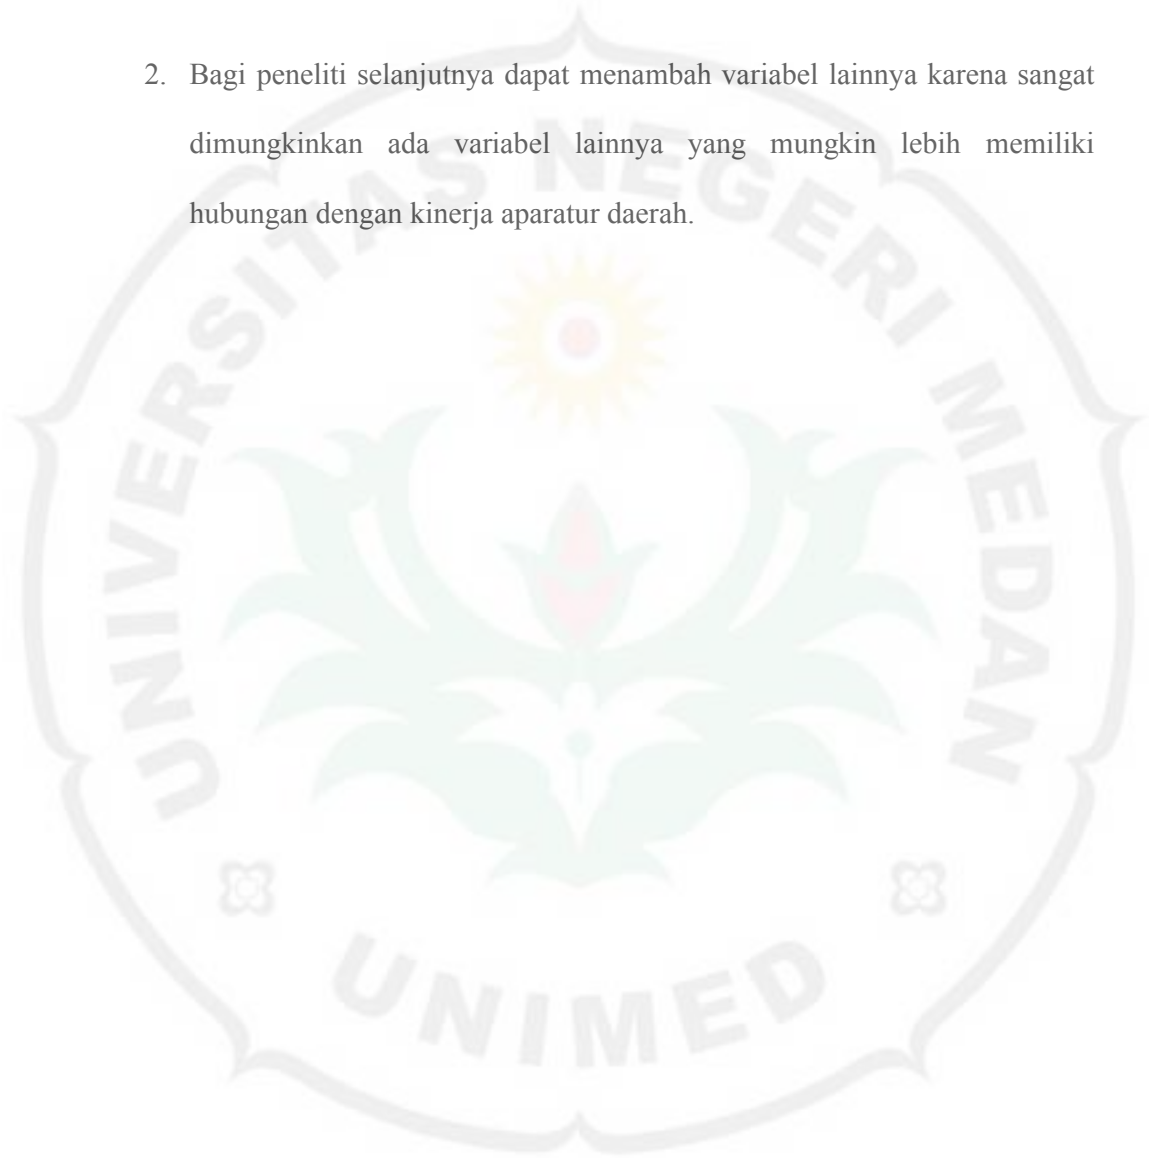 2. Bagi peneliti selanjutnya dapat menambah variabel lainnya karena sangat
dimungkinkan ada variabel lainnya yang mungkin lebih memiliki
hubungan dengan kinerja aparatur daerah.
UNIVERSITAS NEGERI MEDAN
UNIMED